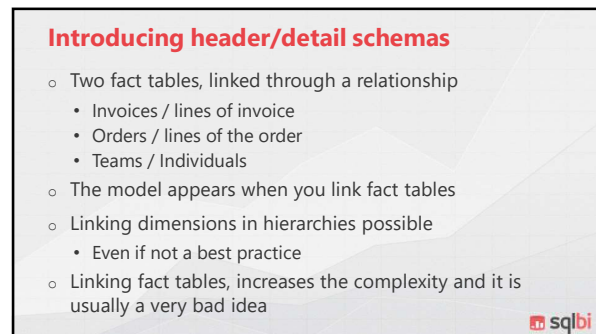 Introducing header/detail schemas
○ Two fact tables, linked through a relationship
• Invoices / lines of invoice
• Orders / lines of the order
• Teams / Individuals
○ The model appears when you link fact tables
○ Linking dimensions in hierarchies possible
• Even if not a best practice
○ Linking fact tables, increases the complexity and it is
usually a very bad idea
sqlbi